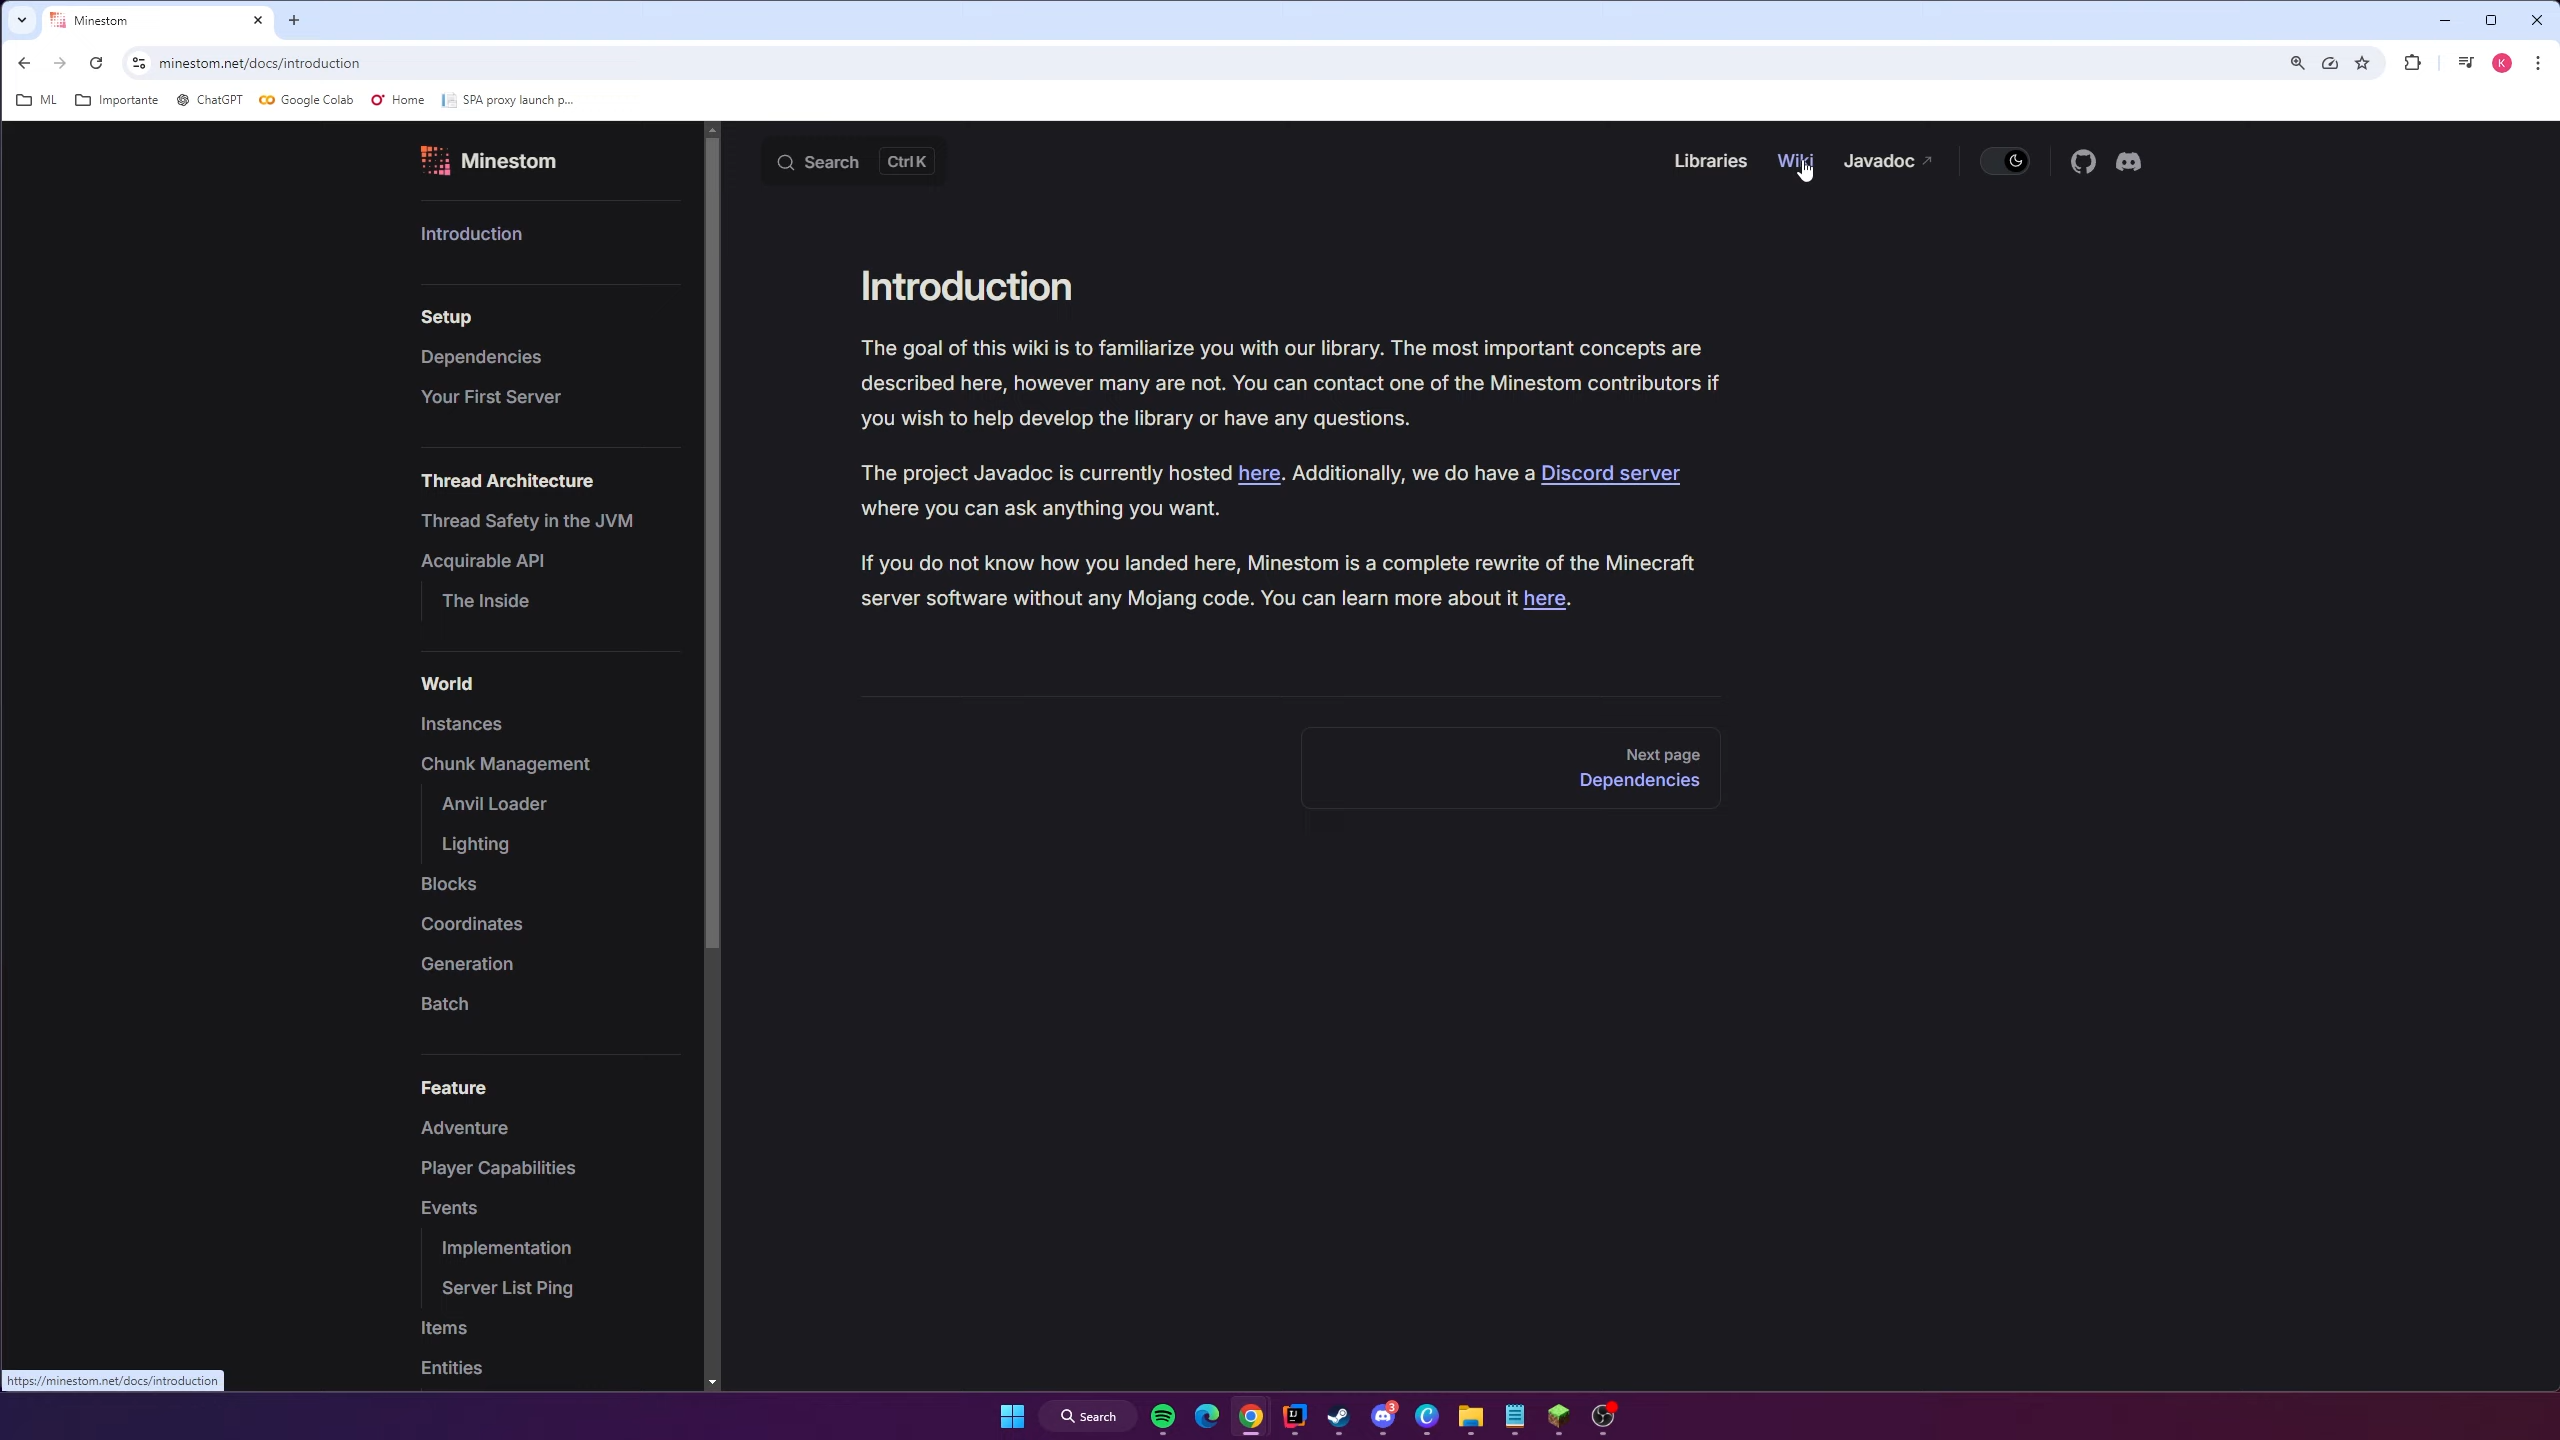 Minestom
minestom.net/docs/introduction
K
ML
Importante
ChatGPT
Google Colab
Home
SPA proxy launch p...
Minestom
Search
Ctrl K
Libraries
Wiki
Javadoc
Introduction
Setup
Dependencies
Your First Server
Thread Architecture
Thread Safety in the JVM
Acquirable API
The Inside
World
Instances
Chunk Management
Anvil Loader
Lighting
Blocks
Coordinates
Generation
Batch
Feature
Adventure
Player Capabilities
Events
Implementation
Server List Ping
Items
Entities
Introduction
The goal of this wiki is to familiarize you with our library. The most important concepts are
described here, however many are not. You can contact one of the Minestom contributors if
you wish to help develop the library or have any questions.
The project Javadoc is currently hosted here. Additionally, we do have a Discord server
where you can ask anything you want.
If you do not know how you landed here, Minestom is a complete rewrite of the Minecraft
server software without any Mojang code. You can learn more about it here.
Next page
Dependencies
https://minestom.net/docs/introduction
Search
3